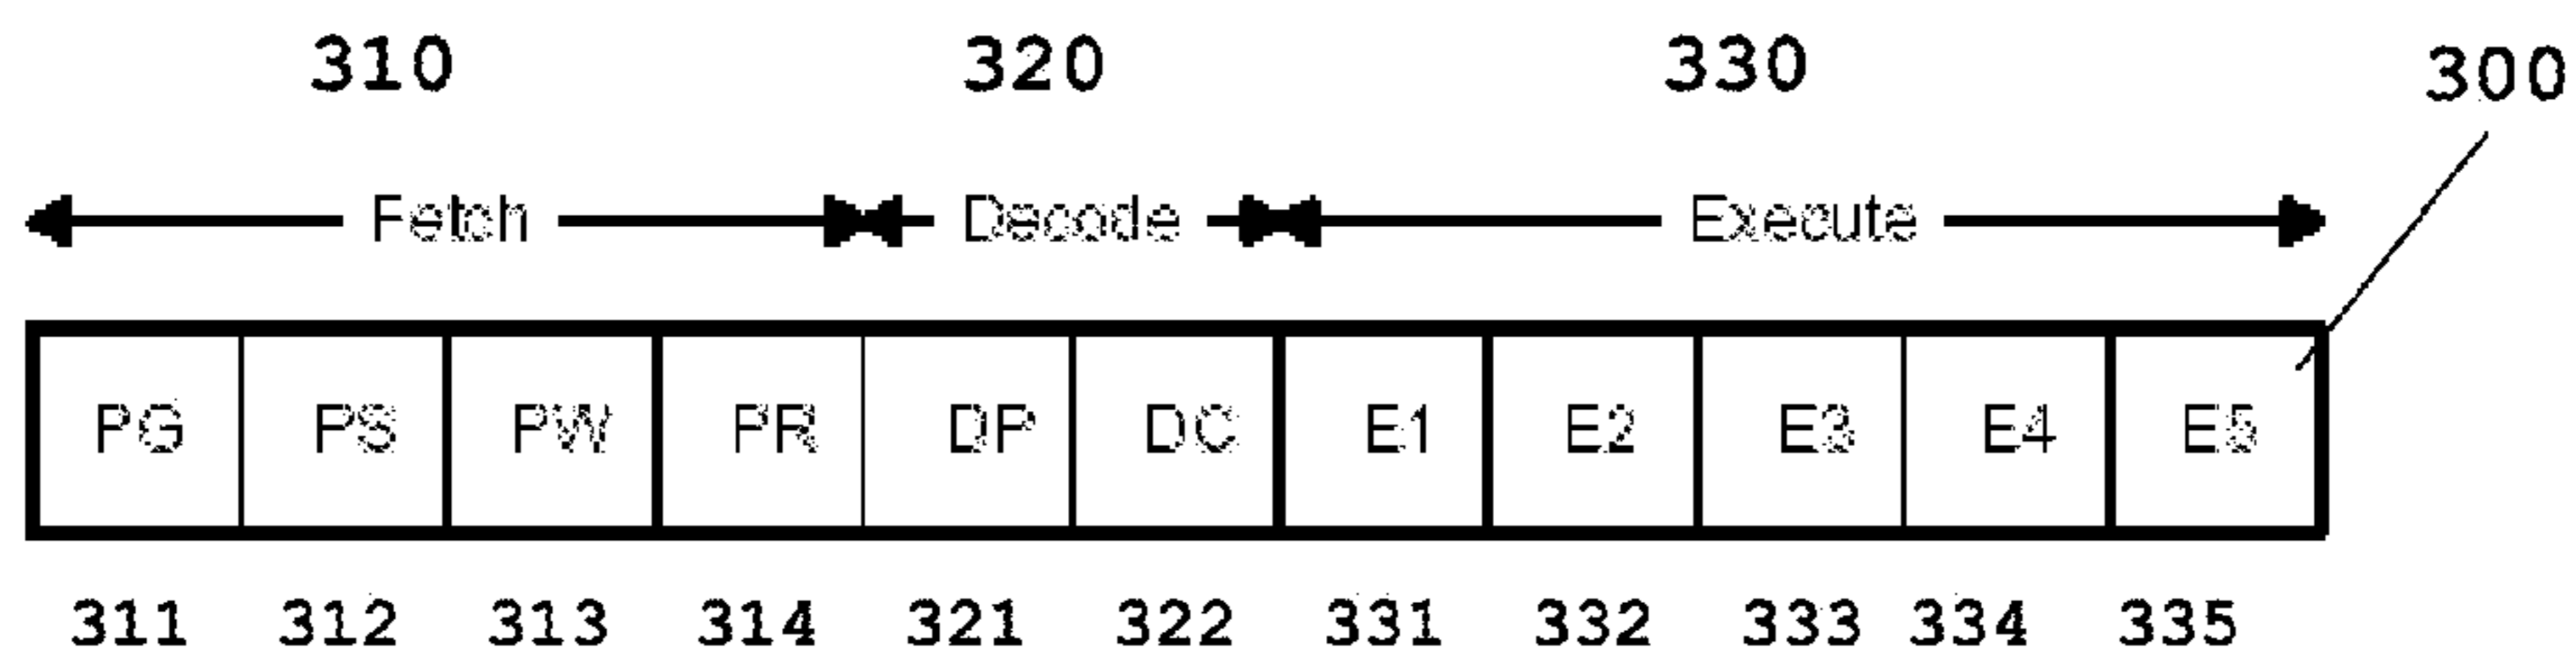 310 320 330 300
Fetch Decode Execute
PG PS PW PR DP DC E1 E2 E3 E4 E5
311 312 313 314 321 322 331 332 333 334 335